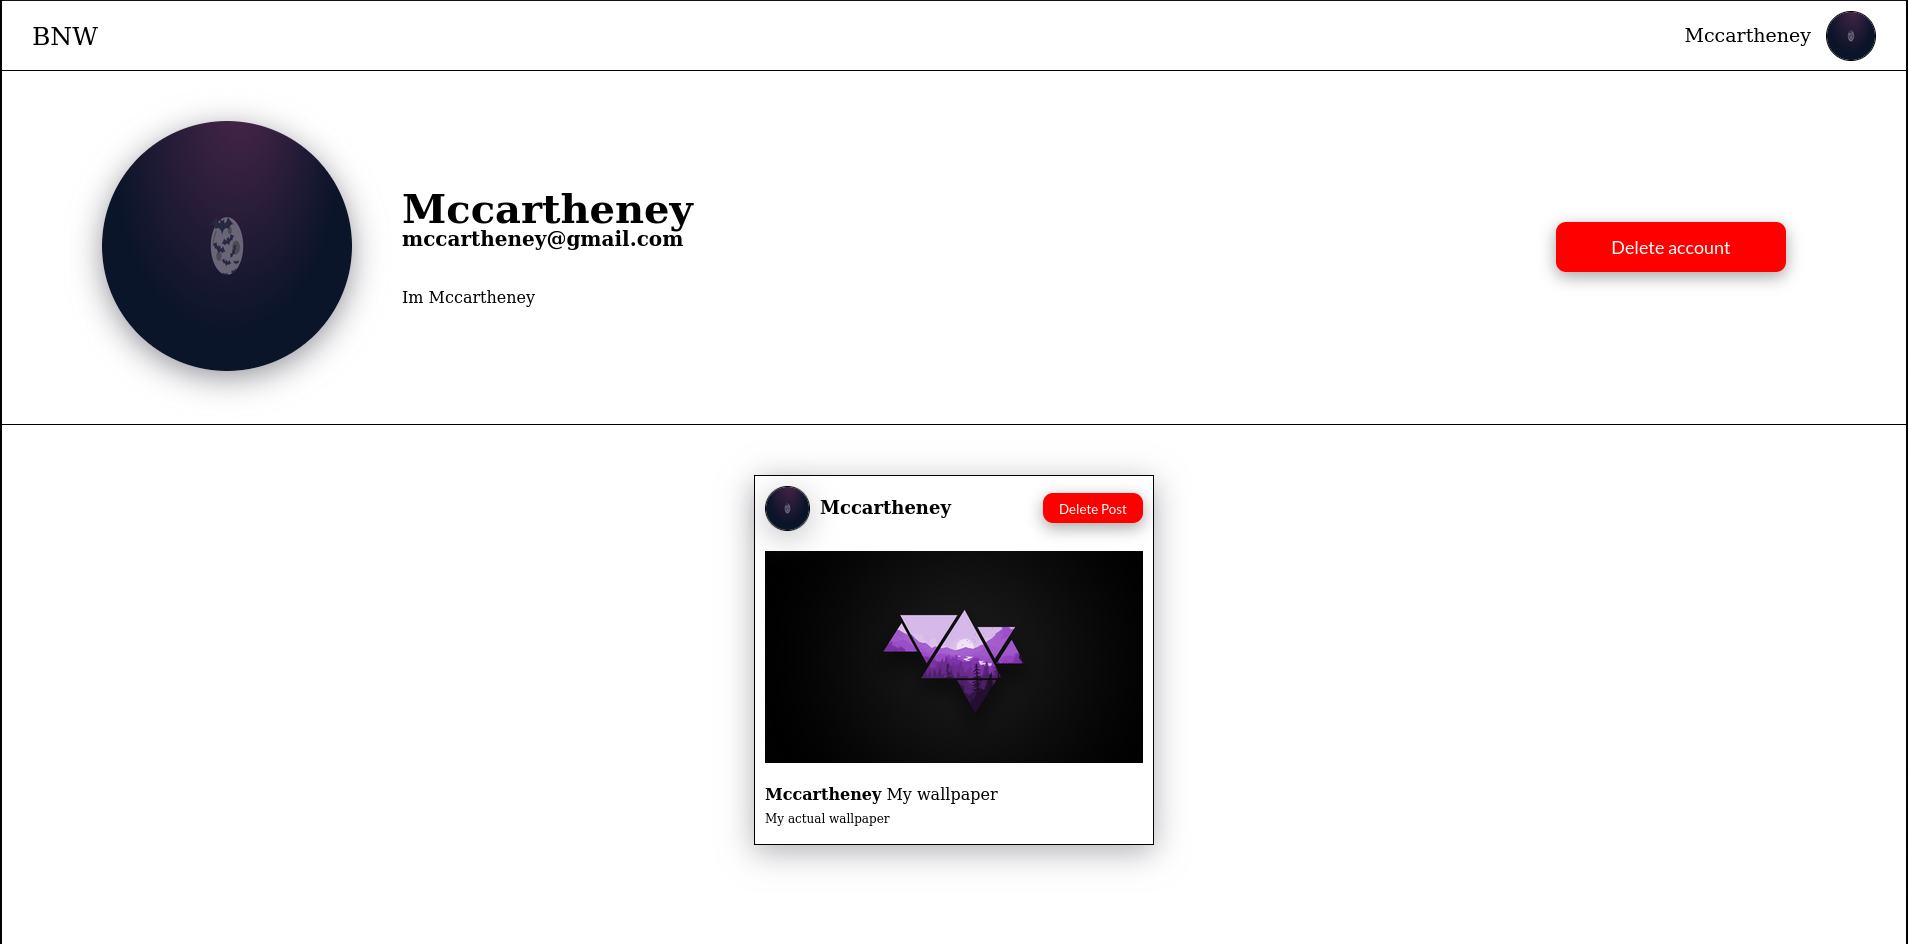 BNW
Mccartheney
Mccartheney
mccartheney@gmail.com
Im Mccartheney
Delete account
Mccartheney
Delete Post
Mccartheney My wallpaper
My actual wallpaper